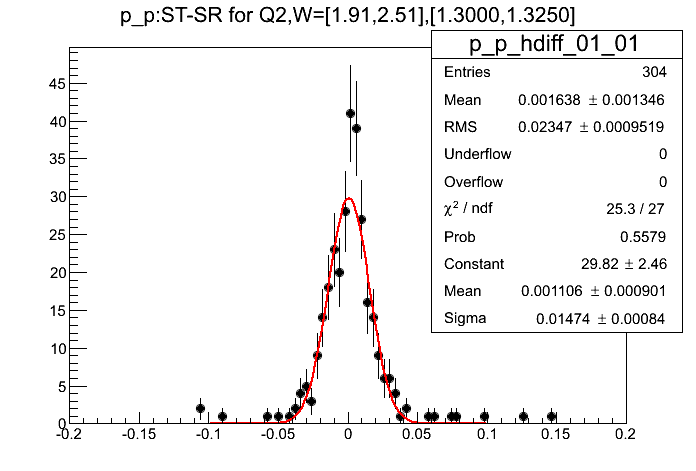 p_p:ST-SR for Q2,W=[1.91,2.51],[1.3000,1.3250]
p_p_hdiff_01_01
Entries 304
Mean 0.001638 ± 0.001346
RMS 0.02347 ± 0.0009519
Underflow 0
Overflow 0
χ² / ndf 25.3 / 27
Prob 0.5579
Constant 29.82 ± 2.46
Mean 0.001106 ± 0.000901
Sigma 0.01474 ± 0.00084
45
40
35
30
25
20
15
10
5
0
-0.2 -0.15 -0.1 -0.05 0 0.05 0.1 0.15 0.2